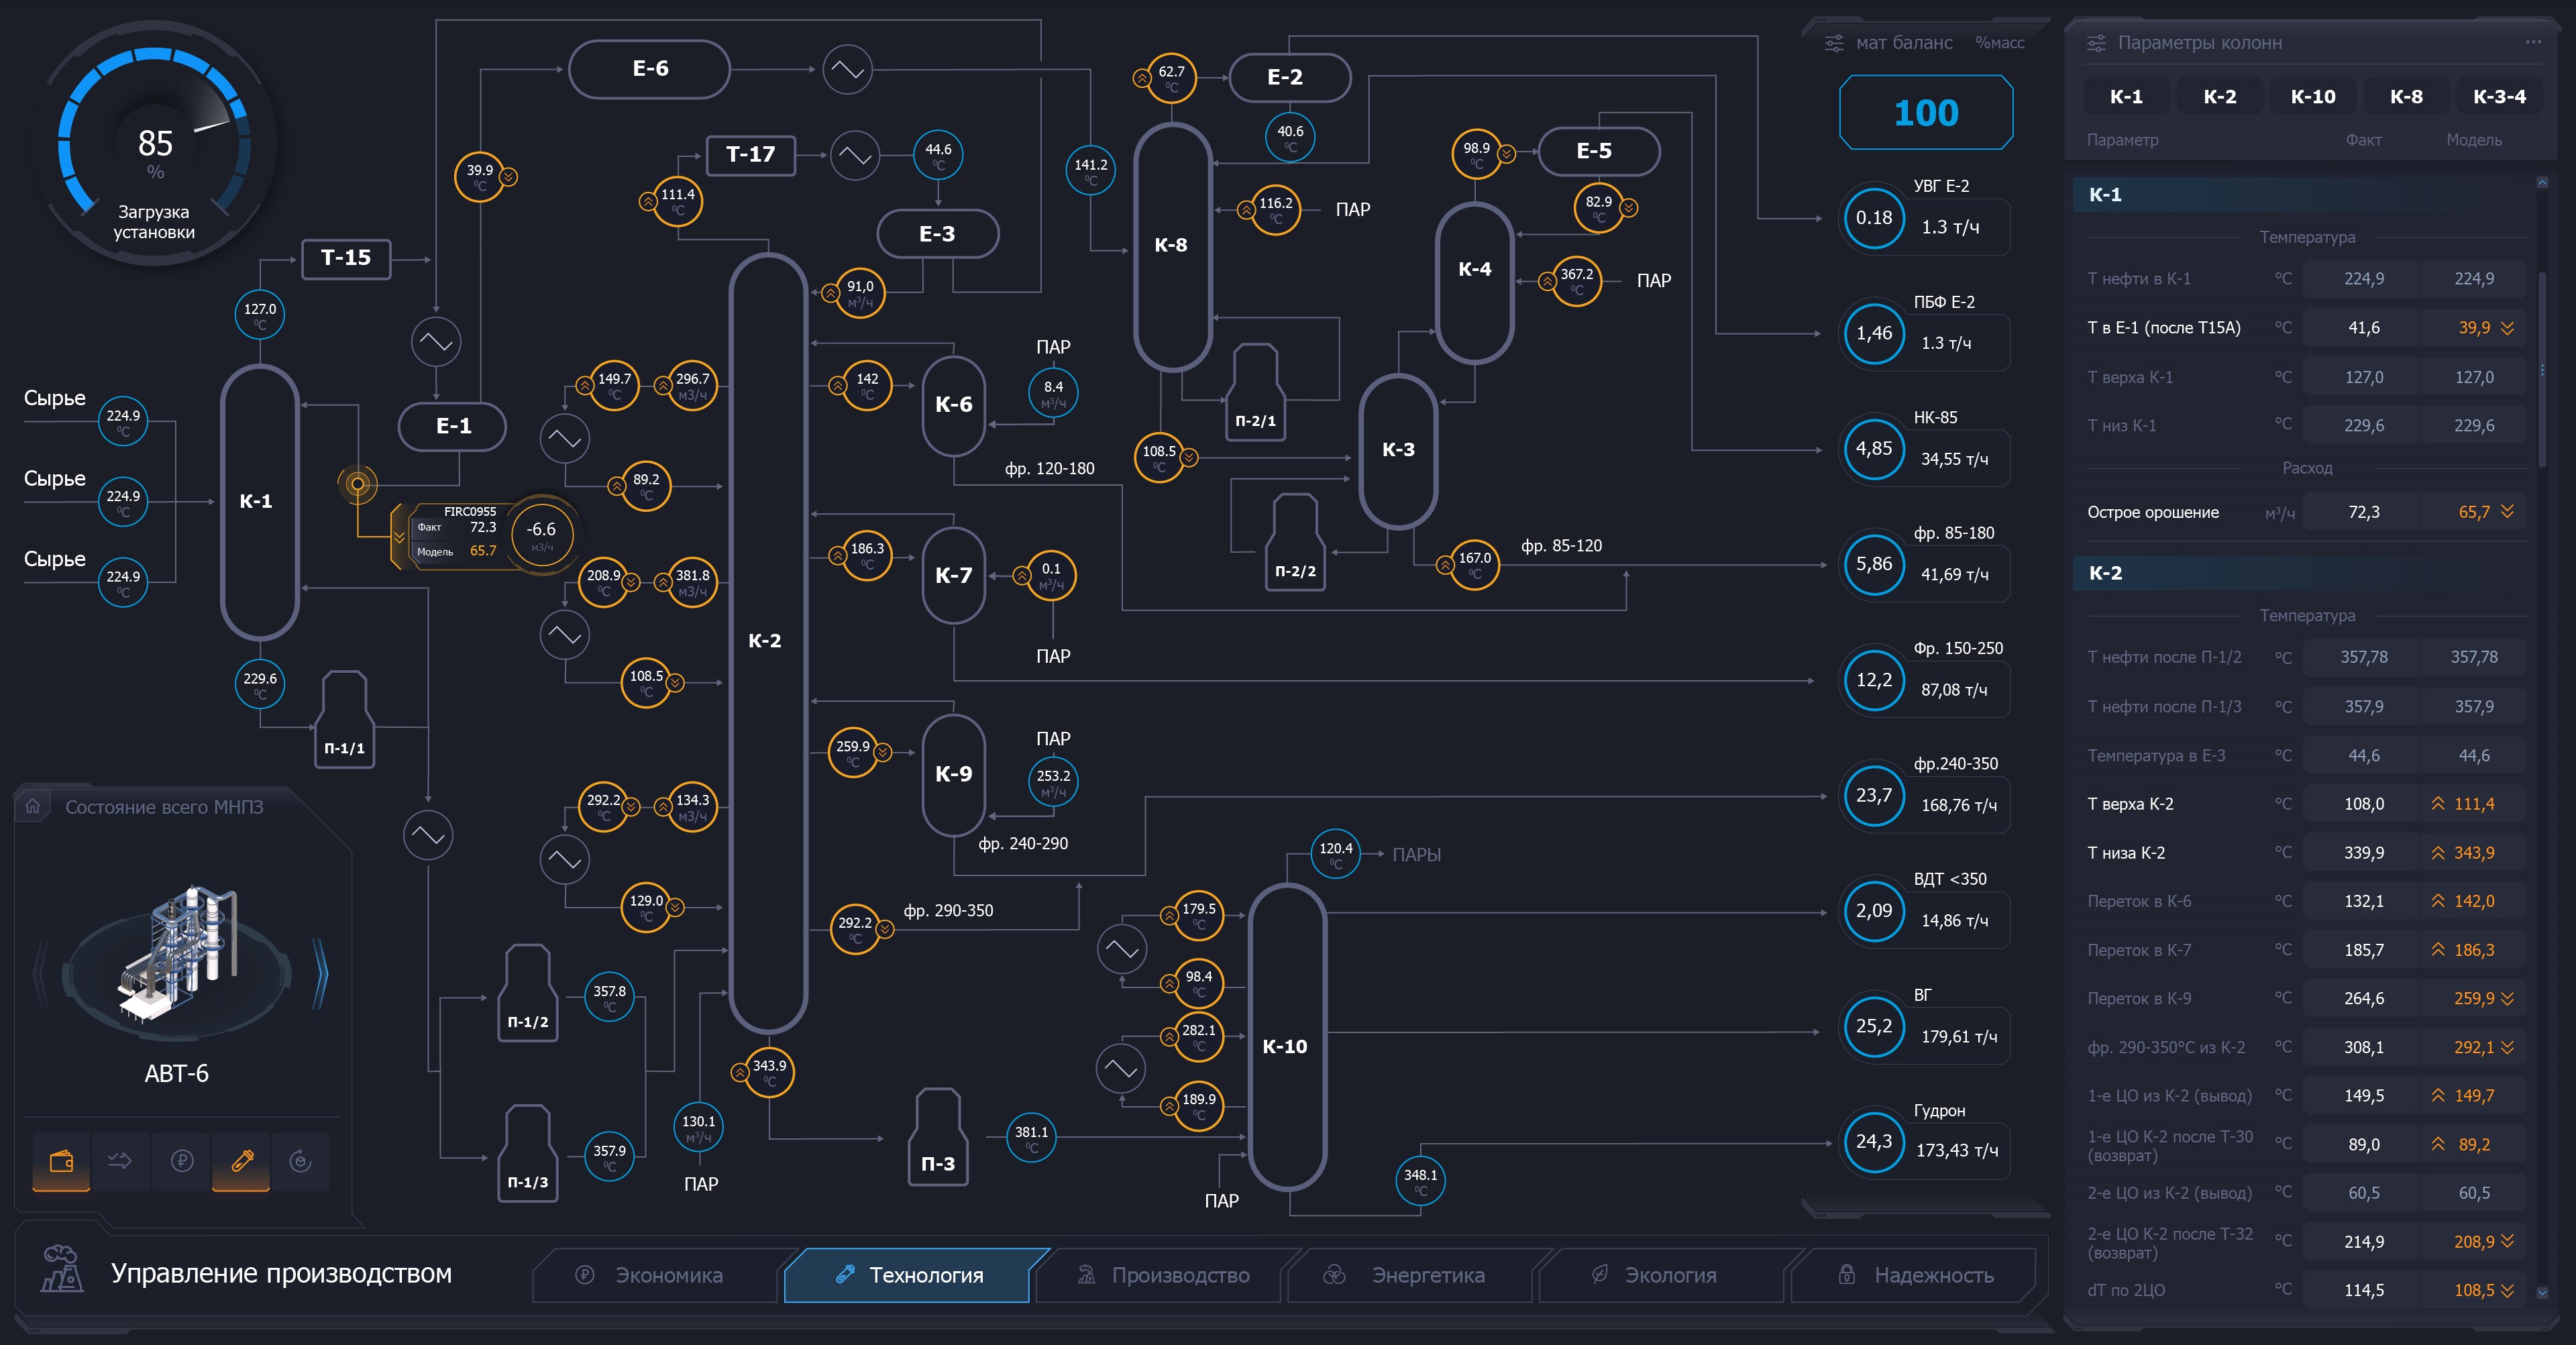 85
%
Загрузка
установки
Т-15
127.0
°C
Сырье
224.9
°C
Сырье
224.9
°C
Сырье
224.9
°C
К-1
229.6
°C
П-1/1
Е-1
39.9
°C
FIRC0955
Факт 72.3
Модель 65.7
-6.6
м3/ч
Е-6
Т-17
111.4
°C
44.6
°C
Е-3
91,0
м³/ч
149.7
°C
296.7
м3/ч
89.2
°C
208.9
°C
381.8
м3/ч
108.5
°C
292.2
°C
134.3
м3/ч
129.0
°C
К-2
142
°C
К-6
ПАР
8.4
м³/ч
фр. 120-180
186.3
°C
К-7
0.1
м³/ч
ПАР
259.9
°C
К-9
ПАР
253.2
м³/ч
фр. 240-290
292.2
°C
фр. 290-350
П-1/2
357.8
°C
П-1/3
357.9
°C
343.9
°C
130.1
м³/ч
ПАР
П-3
381.1
°C
141.2
°C
62.7
°C
Е-2
40.6
°C
К-8
116.2
°C
ПАР
П-2/1
108.5
°C
98.9
°C
Е-5
82.9
°C
К-4
367.2
°C
ПАР
К-3
П-2/2
167.0
°C
фр. 85-120
120.4
°C
ПАРЫ
179.5
°C
98.4
°C
282.1
°C
189.9
°C
К-10
ПАР
348.1
°C
мат баланс %масс
100
УВГ Е-2
0.18
1.3 т/ч
ПБФ Е-2
1,46
1.3 т/ч
НК-85
4,85
34,55 т/ч
фр. 85-180
5,86
41,69 т/ч
Фр. 150-250
12,2
87,08 т/ч
фр.240-350
23,7
168,76 т/ч
ВДТ <350
2,09
14,86 т/ч
ВГ
25,2
179,61 т/ч
Гудрон
24,3
173,43 т/ч
Состояние всего МНПЗ
АВТ-6
Управление производством
Экономика
Технология
Производство
Энергетика
Экология
Надежность
Параметры колонн
К-1 К-2 К-10 К-8 К-3-4
Параметр Факт Модель
К-1
Температура
Т нефти в К-1 °C 224,9 224,9
Т в Е-1 (после Т15А) °C 41,6 39,9
Т верха К-1 °C 127,0 127,0
Т низ К-1 °C 229,6 229,6
Расход
Острое орошение м³/ч 72,3 65,7
К-2
Температура
Т нефти после П-1/2 °C 357,78 357,78
Т нефти после П-1/3 °C 357,9 357,9
Температура в Е-3 °C 44,6 44,6
Т верха К-2 °C 108,0 111,4
Т низа К-2 °C 339,9 343,9
Переток в К-6 °C 132,1 142,0
Переток в К-7 °C 185,7 186,3
Переток в К-9 °C 264,6 259,9
фр. 290-350°C из К-2 °C 308,1 292,1
1-е ЦО из К-2 (вывод) °C 149,5 149,7
1-е ЦО К-2 после Т-30
(возврат) °C 89,0 89,2
2-е ЦО из К-2 (вывод) °C 60,5 60,5
2-е ЦО К-2 после Т-32
(возврат) °C 214,9 208,9
dT по 2ЦО °C 114,5 108,5